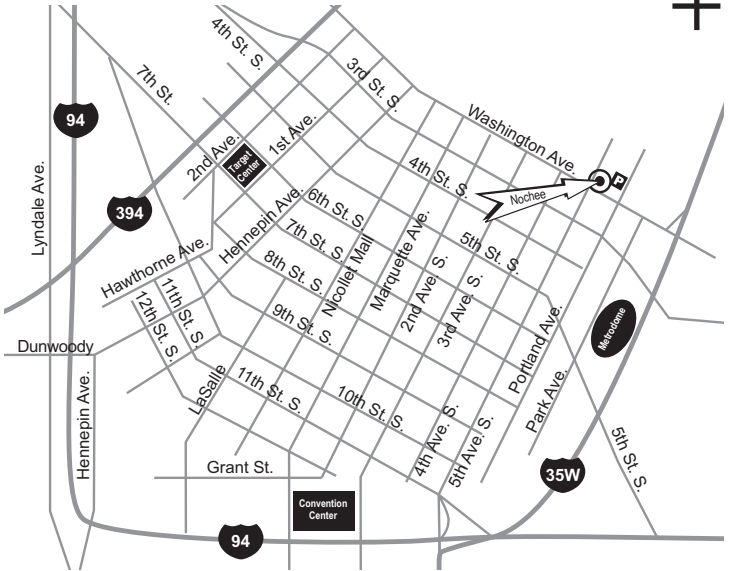 4th St. S.
3rd St. S.
7th St.
Washington Ave.
94
2nd Ave.
1st Ave.
Target
Center
4th St. S.
P
Nochee
Lyndale Ave.
394
6th St. S
Hennepin Ave.
7th St. S.
5th St. S.
Hawthorne Ave.
8th St. S.
Nicollet Mall
Marquette Ave.
2nd Ave. S.
3rd Ave. S.
11th St. S.
12th St. S.
9th St. S.
Portland Ave.
Metrodome
Dunwoody
LaSalle
11th St. S.
10th St. S.
Park Ave.
Hennepin Ave.
4th Ave. S.
5th Ave. S.
5th St. S.
Grant St.
35W
Convention
Center
94